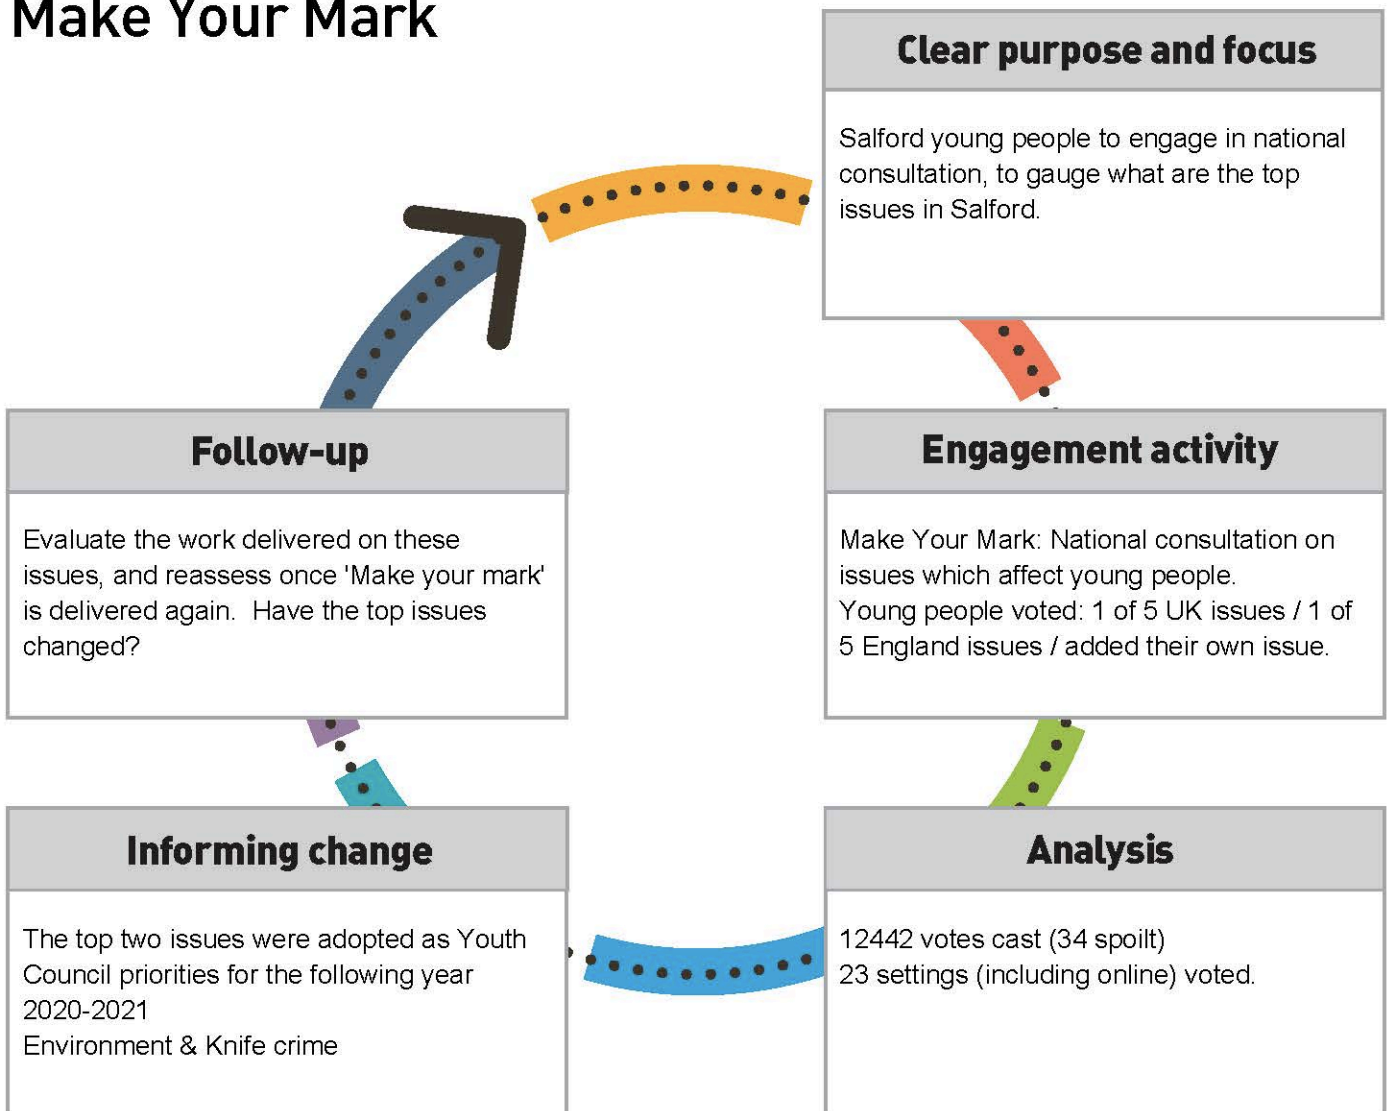 Make Your Mark
Clear purpose and focus
Salford young people to engage in national
consultation, to gauge what are the top
issues in Salford.
Engagement activity
Make Your Mark: National consultation on
issues which affect young people.
Young people voted: 1 of 5 UK issues / 1 of
5 England issues / added their own issue.
Analysis
12442 votes cast (34 spoilt)
23 settings (including online) voted.
Informing change
The top two issues were adopted as Youth
Council priorities for the following year
2020-2021
Environment & Knife crime
Follow-up
Evaluate the work delivered on these
issues, and reassess once 'Make your mark'
is delivered again.  Have the top issues
changed?